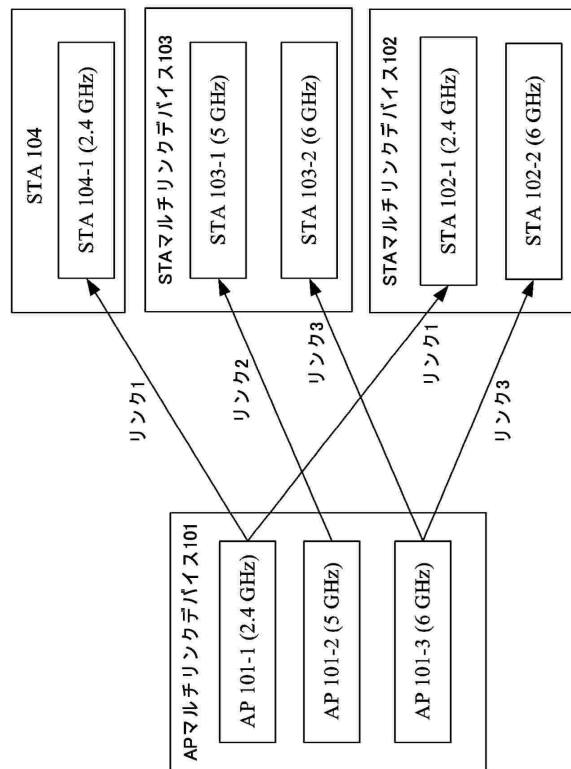 STA 104
STA 104-1 (2.4 GHz)
STAマルチリンクデバイス103
STA 103-1 (5 GHz)
STA 103-2 (6 GHz)
STAマルチリンクデバイス102
STA 102-1 (2.4 GHz)
STA 102-2 (6 GHz)
リンク1
リンク2
リンク3
リンク1
リンク3
APマルチリンクデバイス101
AP 101-1 (2.4 GHz)
AP 101-2 (5 GHz)
AP 101-3 (6 GHz)